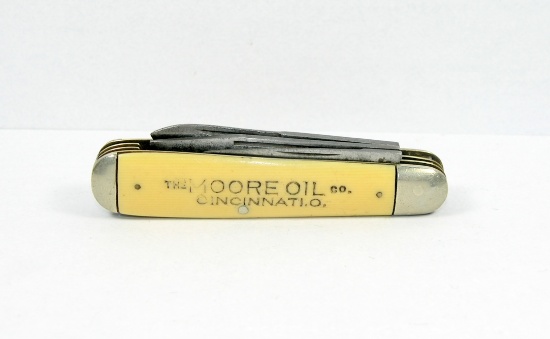 THE MOORE OIL CO.
CINCINNATI.O.